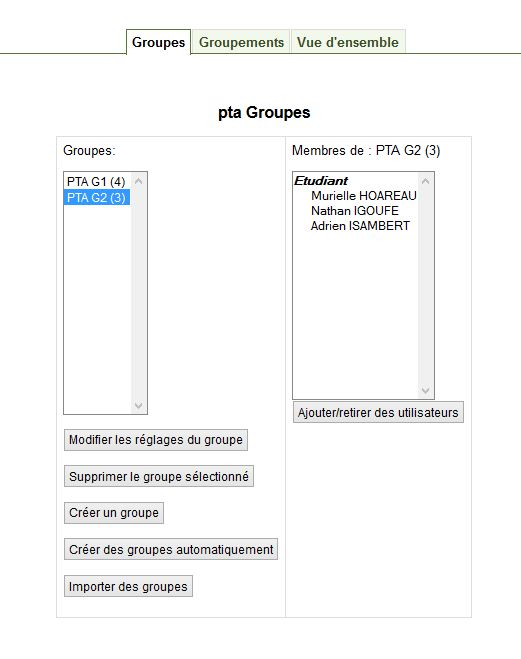 Groupes Groupements Vue d'ensemble
pta Groupes
Groupes:
PTA G1 (4)
PTA G2 (3)
Modifier les réglages du groupe
Supprimer le groupe sélectionné
Créer un groupe
Créer des groupes automatiquement
Importer des groupes
Membres de : PTA G2 (3)
Etudiant
Murielle HOAREAU
Nathan IGOUFE
Adrien ISAMBERT
Ajouter/retirer des utilisateurs